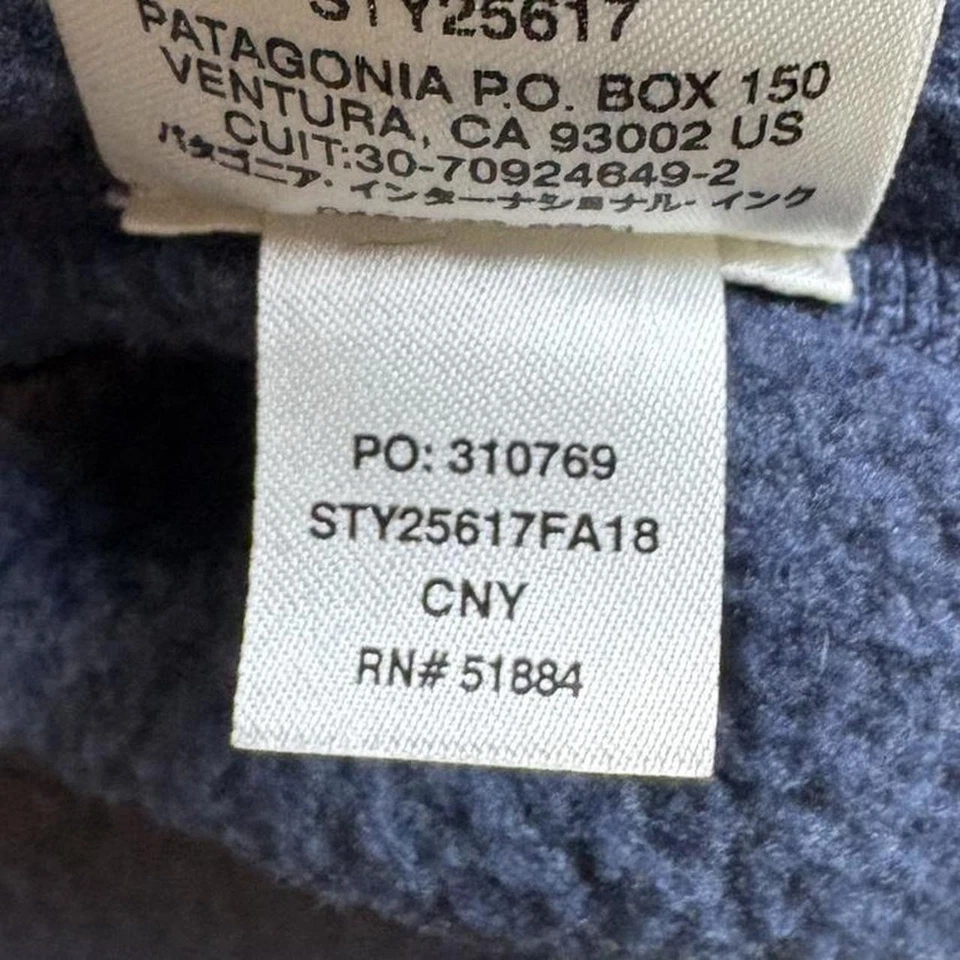 STY25617
PATAGONIA P.O. BOX 150
VENTURA, CA 93002 US
CUIT:30-70924649-2
パタゴニア・インターナショナル・インク
PO: 310769
STY25617FA18
CNY
RN# 51884